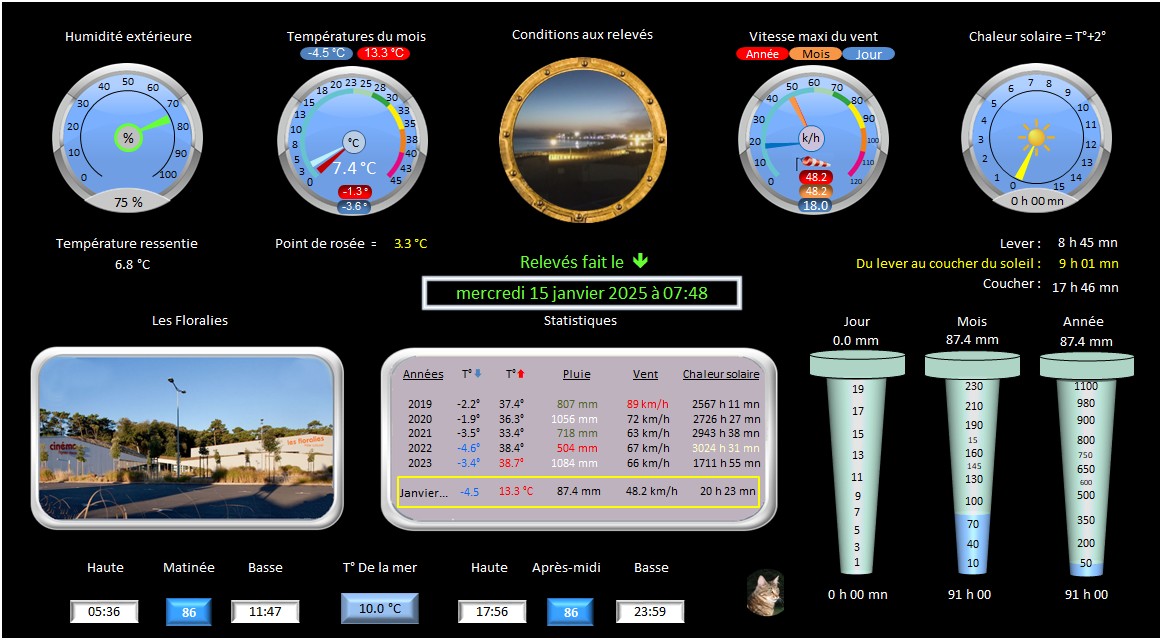 Humidité extérieure
Températures du mois
Conditions aux relevés
Vitesse maxi du vent
Chaleur solaire = T°+2°
-4.5 °C 13.3 °C
Année Mois Jour
0 10 20 30 40 50 60 70 80 90 100
%
75 %
0 3 5 8 10 13 15 18 20 23 25 28 30 33 35 38 40 43 45
°C
7.4 °C
-1.3 °
-3.6 °
0 10 20 30 40 50 60 70 80 90 100 110 120
k/h
48.2
48.2
18.0
0 1 2 3 4 5 6 7 8 9 10 11 12 13 14 15
0 h 00 mn
Température ressentie
6.8 °C
Point de rosée = 3.3 °C
Relevés fait le
mercredi 15 janvier 2025 à 07:48
Lever : 8 h 45 mn
Du lever au coucher du soleil : 9 h 01 mn
Coucher : 17 h 46 mn
Les Floralies
cinéma
les floralies
Statistiques
Années T° T° Pluie Vent Chaleur solaire
2019 -2.2° 37.4° 807 mm 89 km/h 2567 h 11 mn
2020 -1.9° 36.3° 1056 mm 72 km/h 2726 h 27 mn
2021 -3.5° 33.4° 718 mm 63 km/h 2943 h 38 mn
2022 -4.6° 38.4° 504 mm 67 km/h 3024 h 31 mn
2023 -3.4° 38.7° 1084 mm 66 km/h 1711 h 55 mn
Janvier... -4.5 13.3 °C 87.4 mm 48.2 km/h 20 h 23 mn
Jour
0.0 mm
19
17
15
13
11
9
7
5
3
1
0 h 00 mn
Mois
87.4 mm
230
210
190
15
160
145
130
100
70
40
10
91 h 00
Année
87.4 mm
1100
980
900
800
750
650
600
500
350
200
50
91 h 00
Haute Matinée Basse T° De la mer Haute Après-midi Basse
05:36 86 11:47 10.0 °C 17:56 86 23:59